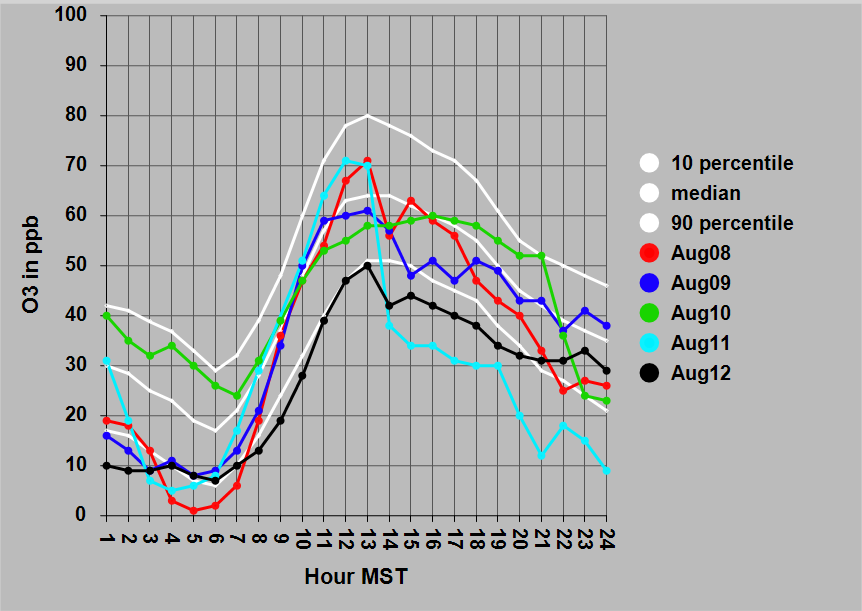 100
90
80
70
60
50
40
30
20
10
0
O3 in ppb
1 2 3 4 5 6 7 8 9 10 11 12 13 14 15 16 17 18 19 20 21 22 23 24
Hour MST
10 percentile
median
90 percentile
Aug08
Aug09
Aug10
Aug11
Aug12